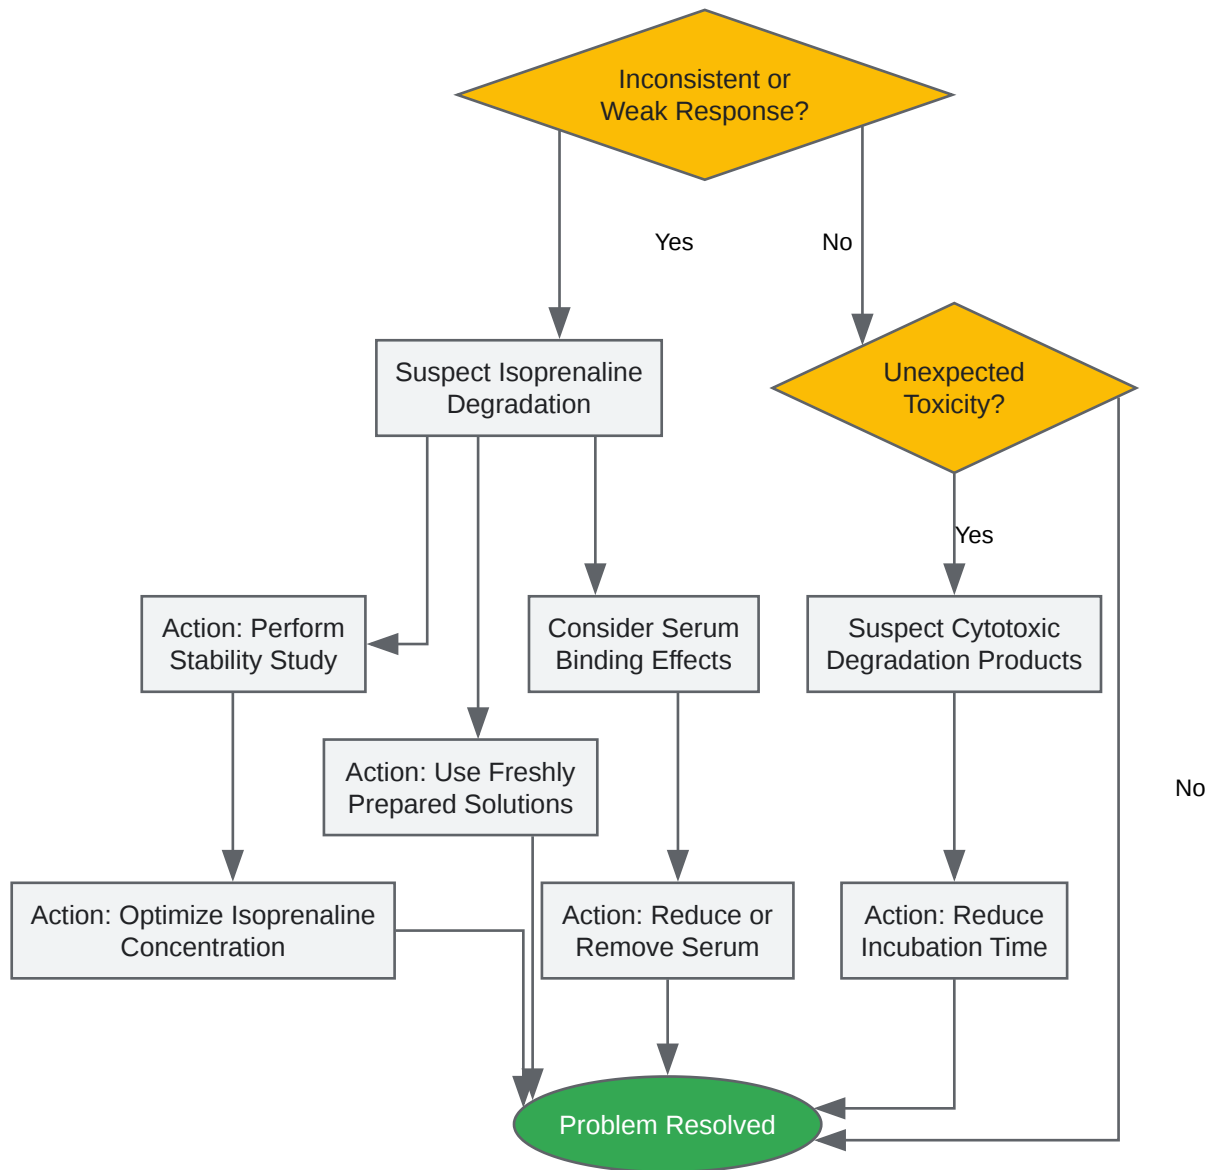 Inconsistent or
Weak Response?
Yes
No
Suspect Isoprenaline
Degradation
Unexpected
Toxicity?
Yes
Action: Perform
Stability Study
Consider Serum
Binding Effects
Suspect Cytotoxic
Degradation Products
Action: Use Freshly
Prepared Solutions
No
Action: Optimize Isoprenaline
Concentration
Action: Reduce or
Remove Serum
Action: Reduce
Incubation Time
Problem Resolved